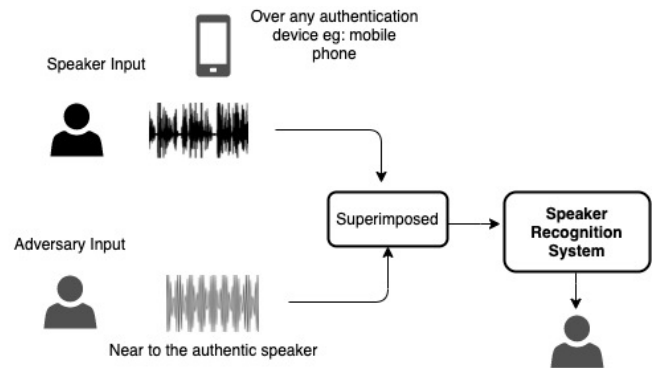 Over any authentication
device eg: mobile
phone
Speaker Input
Superimposed
Speaker
Recognition
System
Adversary Input
Near to the authentic speaker